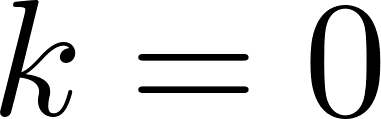 k = 0